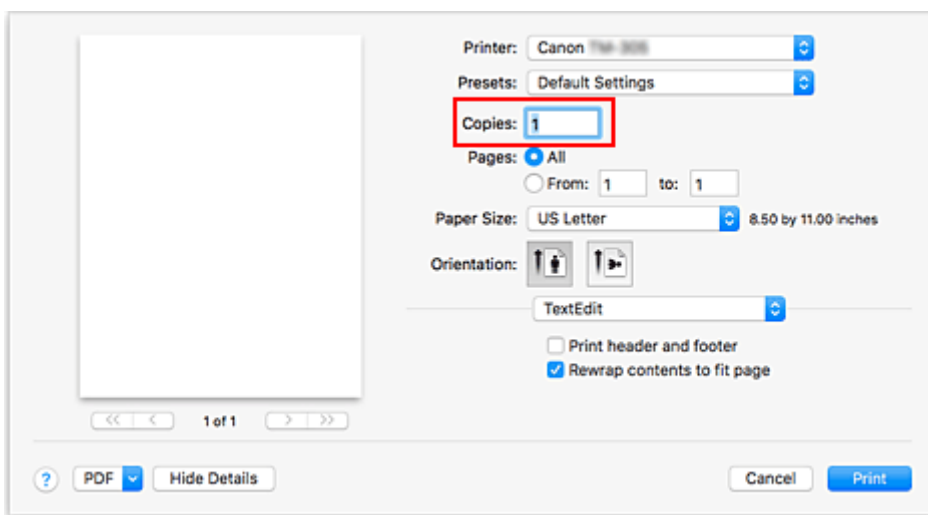 Printer: Canon
Presets: Default Settings
Copies: 1
Pages: All
From: 1 to: 1
Paper Size: US Letter 8.50 by 11.00 inches
Orientation:
TextEdit
Print header and footer
Rewrap contents to fit page
<< < 1 of 1 > >>
? PDF Hide Details Cancel Print